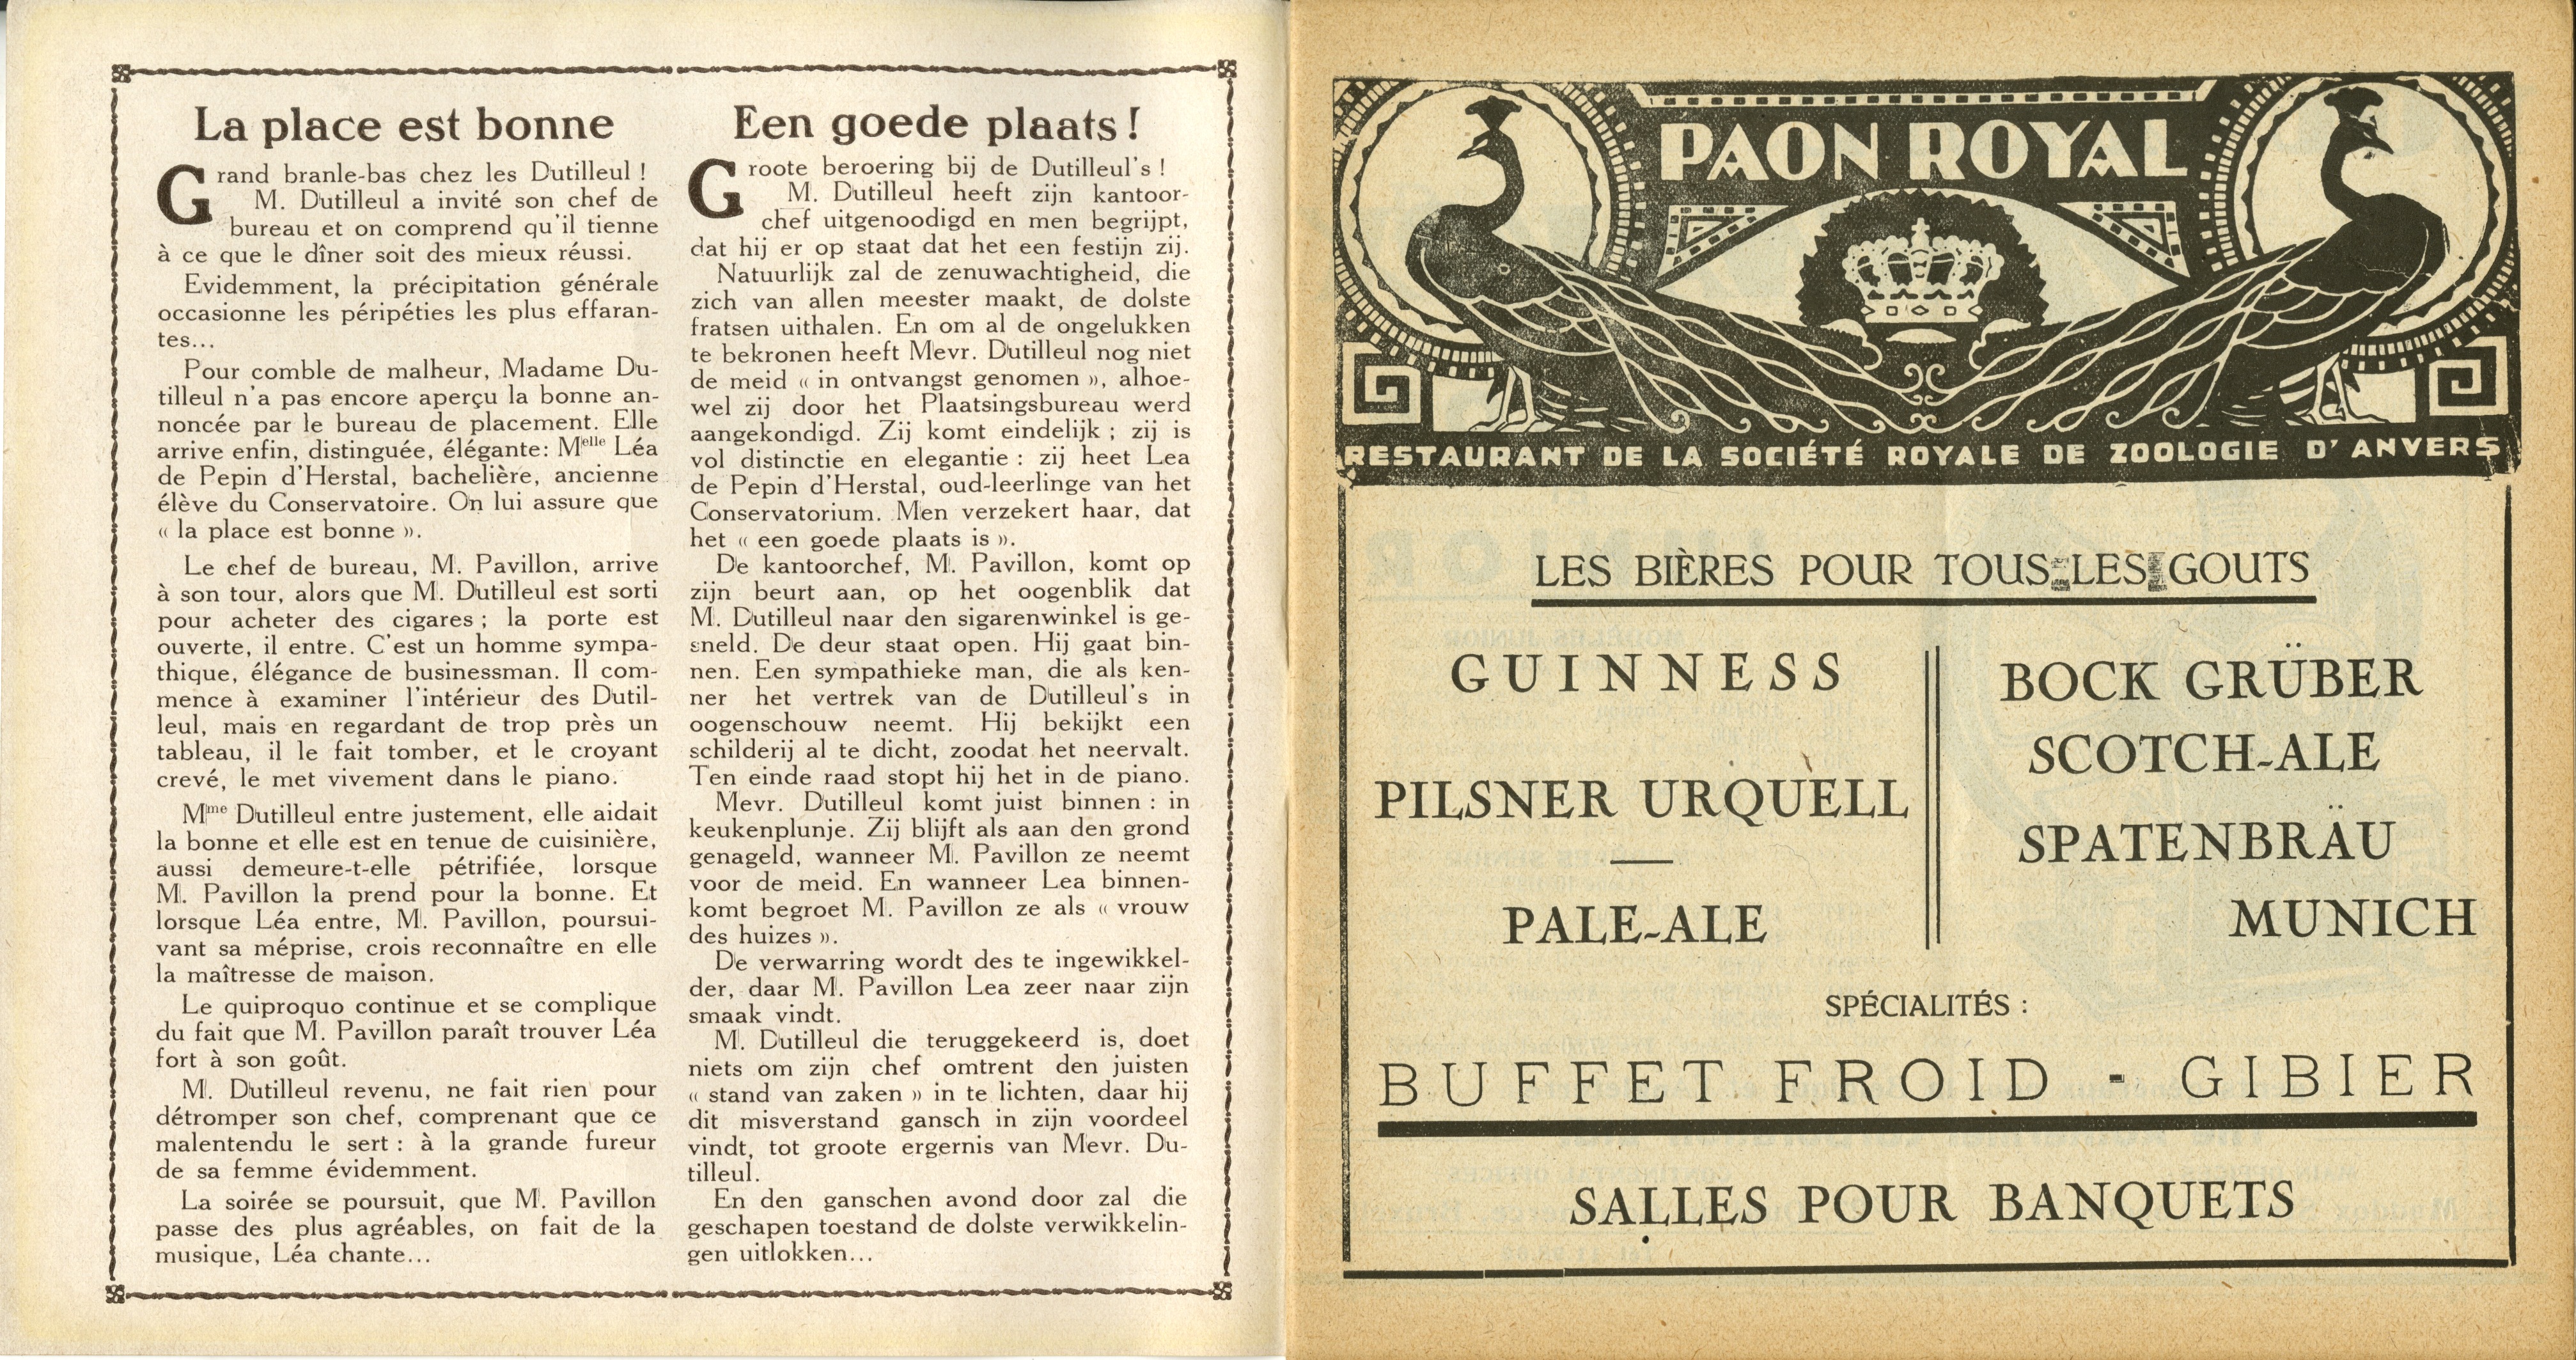 La place est bonne
Grand branle-bas chez les Dutilleul !
M. Dutilleul a invité son chef de
bureau et on comprend qu'il tienne
à ce que le dîner soit des mieux réussi.
Evidemment, la précipitation générale
occasionne les péripéties les plus effaran-
tes...
Pour comble de malheur, Madame Du-
tilleul n'a pas encore aperçu la bonne an-
noncée par le bureau de placement. Elle
arrive enfin, distinguée, élégante: Melle Léa
de Pepin d'Herstal, bachelière, ancienne
élève du Conservatoire. On lui assure que
« la place est bonne ».
Le chef de bureau, M. Pavillon, arrive
à son tour, alors que M. Dutilleul est sorti
pour acheter des cigares ; la porte est
ouverte, il entre. C'est un homme sympa-
thique, élégance de businessman. Il com-
mence à examiner l'intérieur des Dutil-
leul, mais en regardant de trop près un
tableau, il le fait tomber, et le croyant
crevé, le met vivement dans le piano.
Mme Dutilleul entre justement, elle aidait
la bonne et elle est en tenue de cuisinière,
aussi demeure-t-elle pétrifiée, lorsque
M. Pavillon la prend pour la bonne. Et
lorsque Léa entre, M. Pavillon, poursui-
vant sa méprise, crois reconnaître en elle
la maîtresse de maison.
Le quiproquo continue et se complique
du fait que M. Pavillon paraît trouver Léa
fort à son goût.
M. Dutilleul revenu, ne fait rien pour
détromper son chef, comprenant que ce
malentendu le sert : à la grande fureur
de sa femme évidemment.
La soirée se poursuit, que M. Pavillon
passe des plus agréables, on fait de la
musique, Léa chante...
Een goede plaats !
Groote beroering bij de Dutilleul's !
M. Dutilleul heeft zijn kantoor-
chef uitgenoodigd en men begrijpt,
dat hij er op staat dat het een festijn zij.
Natuurlijk zal de zenuwachtigheid, die
zich van allen meester maakt, de dolste
fratsen uithalen. En om al de ongelukken
te bekronen heeft Mevr. Dutilleul nog niet
de meid « in ontvangst genomen », alhoe-
wel zij door het Plaatsingsbureau werd
aangekondigd. Zij komt eindelijk ; zij is
vol distinctie en elegantie : zij heet Lea
de Pepin d'Herstal, oud-leerlinge van het
Conservatorium. Men verzekert haar, dat
het « een goede plaats is ».
De kantoorchef, M. Pavillon, komt op
zijn beurt aan, op het oogenblik dat
M. Dutilleul naar den sigarenwinkel is ge-
sneld. De deur staat open. Hij gaat bin-
nen. Een sympathieke man, die als ken-
ner het vertrek van de Dutilleul's in
oogenschouw neemt. Hij bekijkt een
schilderij al te dicht, zoodat het neervalt.
Ten einde raad stopt hij het in de piano.
Mevr. Dutilleul komt juist binnen : in
keukenplunje. Zij blijft als aan den grond
genageld, wanneer M. Pavillon ze neemt
voor de meid. En wanneer Lea binnen-
komt begroet M. Pavillon ze als « vrouw
des huizes ».
De verwarring wordt des te ingewikkel-
der, daar M. Pavillon Lea zeer naar zijn
smaak vindt.
M. Dutilleul die teruggekeerd is, doet
niets om zijn chef omtrent den juisten
« stand van zaken » in te lichten, daar hij
dit misverstand gansch in zijn voordeel
vindt, tot groote ergernis van Mevr. Du-
tilleul.
En den ganschen avond door zal die
geschapen toestand de dolste verwikkelin-
gen uitlokken...
PAON ROYAL
RESTAURANT DE LA SOCIÉTÉ ROYALE DE ZOOLOGIE D'ANVERS
LES BIÈRES POUR TOUS LES GOUTS
GUINNESS
PILSNER URQUELL
PALE-ALE
BOCK GRÜBER
SCOTCH-ALE
SPATENBRÄU
MUNICH
SPÉCIALITÉS :
BUFFET FROID - GIBIER
SALLES POUR BANQUETS